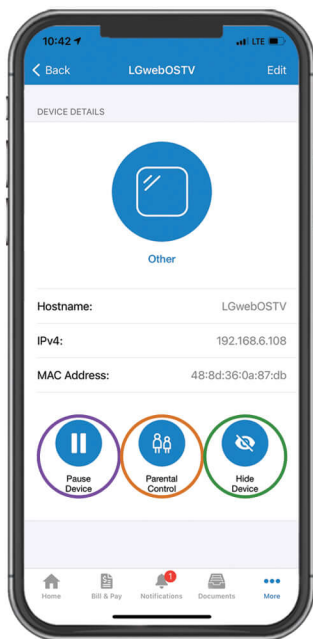 10:42
LTE
Back
LGwebOSTV
Edit
DEVICE DETAILS
Other
Hostname: LGwebOSTV
IPv4: 192.168.6.108
MAC Address: 48:8d:36:0a:87:db
Pause
Device
Parental
Control
Hide
Device
1
Home
Bill & Pay
Notifications
Documents
More